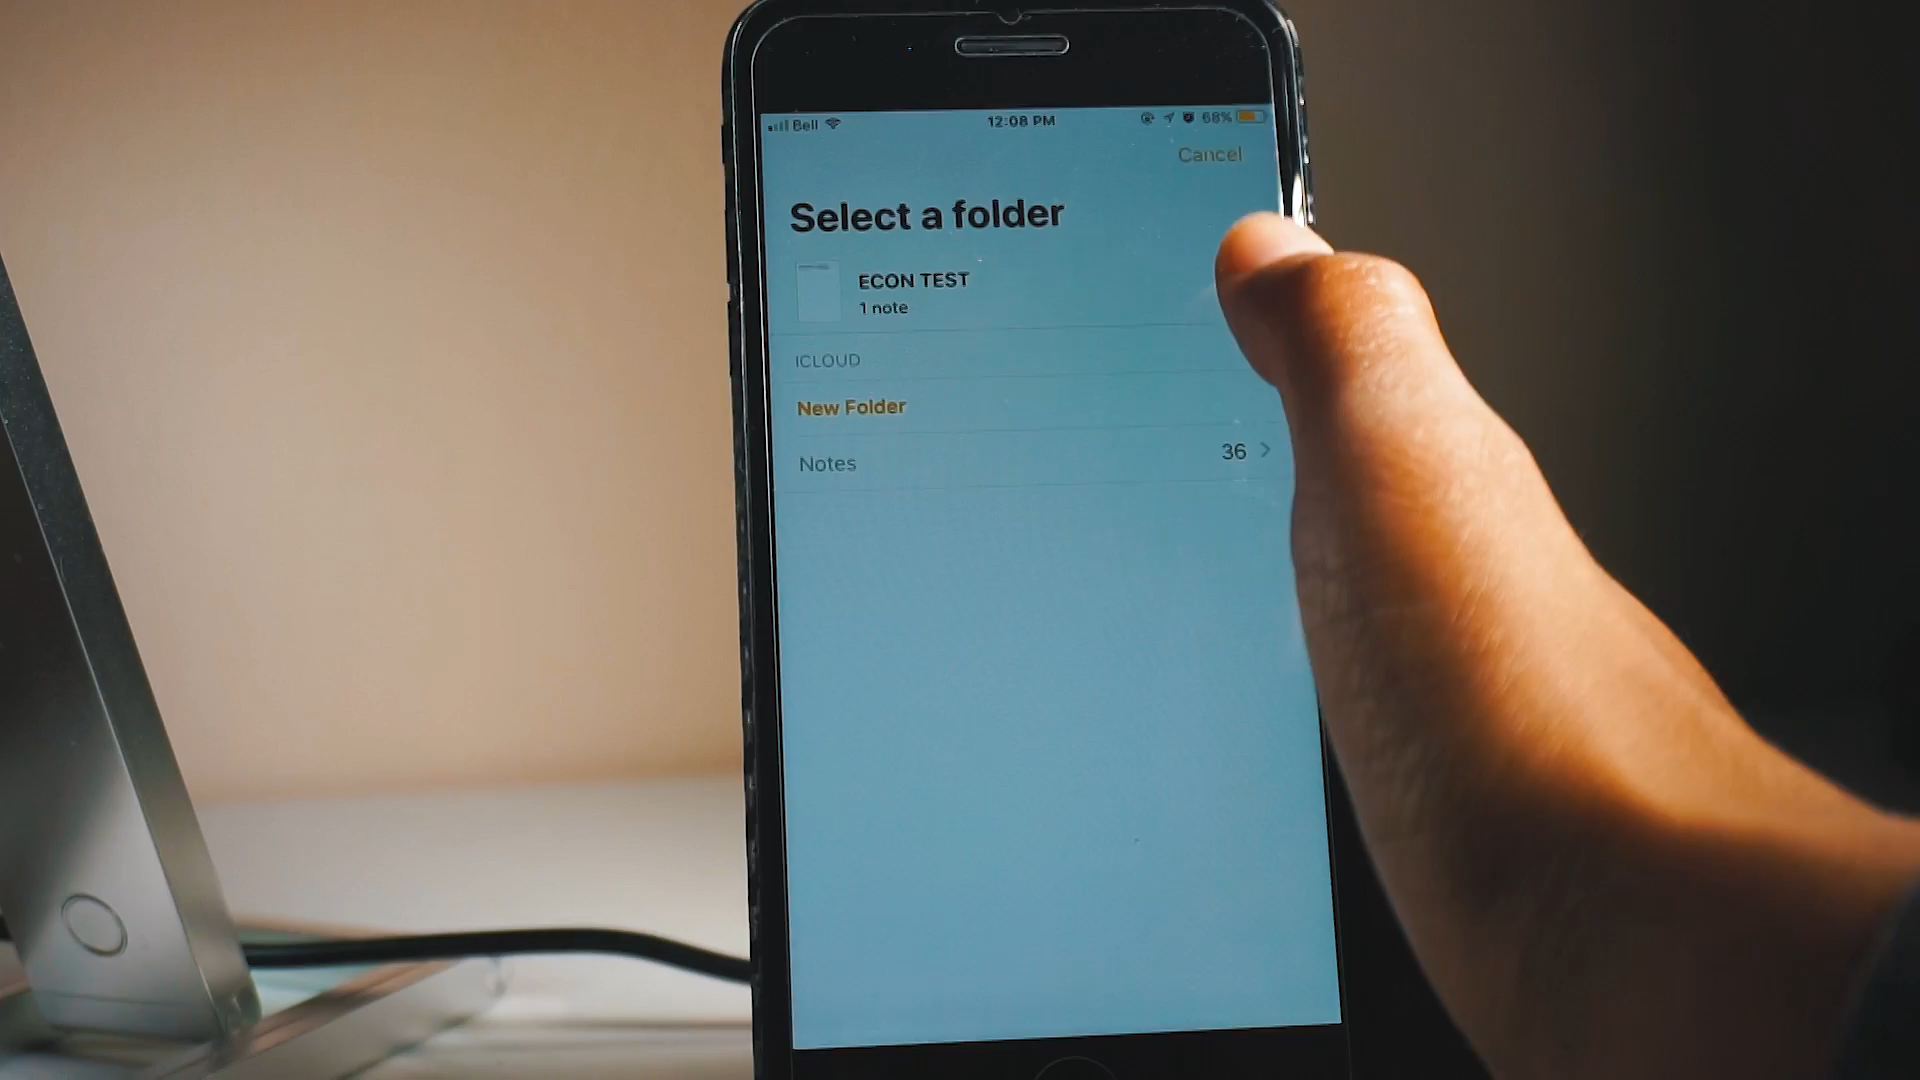 Bell 12:08 PM 68%
Cancel
Select a folder
ECON TEST
1 note
ICLOUD
New Folder
Notes 36